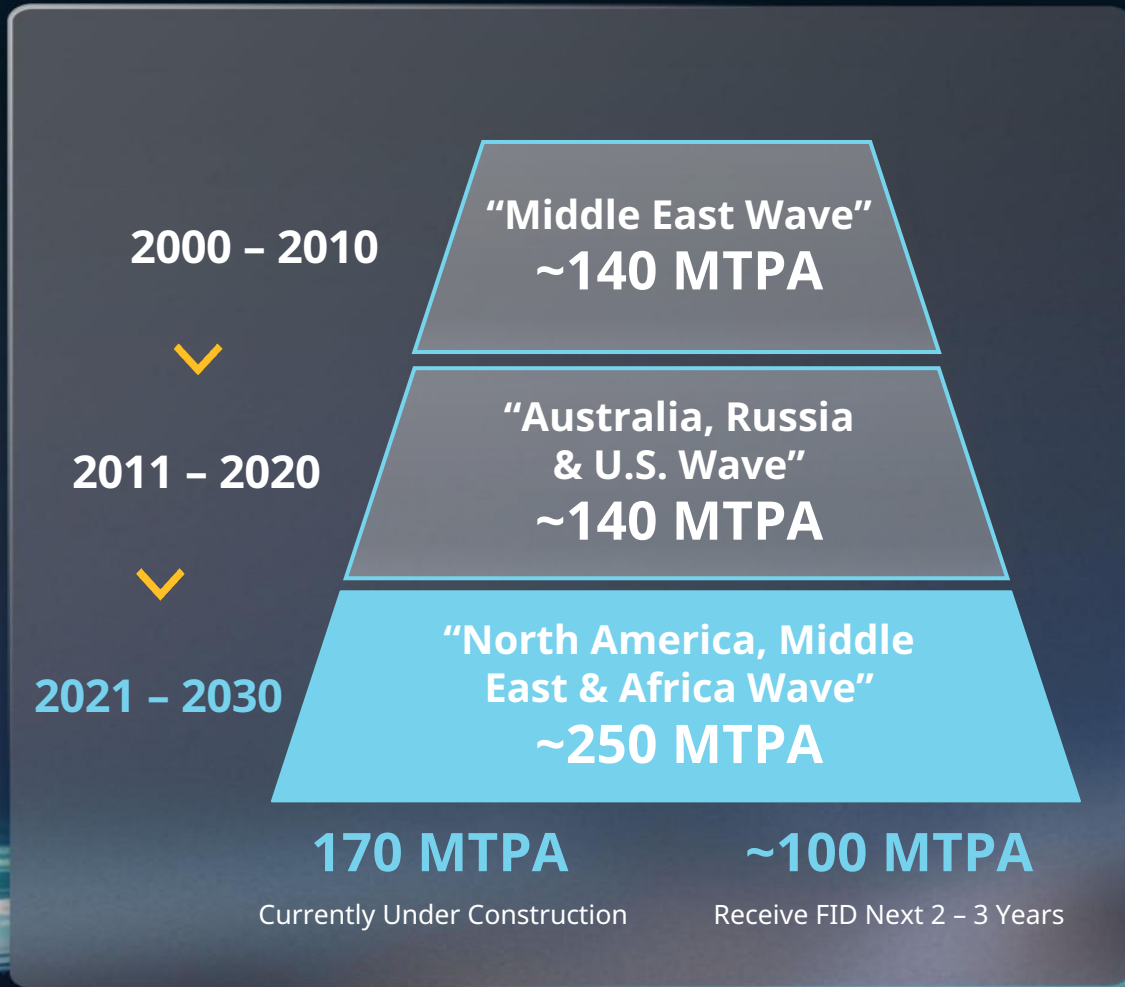 “Middle East Wave”
2000 – 2010
~140 MTPA
“Australia, Russia
& U.S. Wave”
2011 – 2020
~140 MTPA
“North America, Middle
East & Africa Wave”
2021 – 2030
~250 MTPA
170 MTPA
~100 MTPA
Currently Under Construction
Receive FID Next 2 – 3 Years